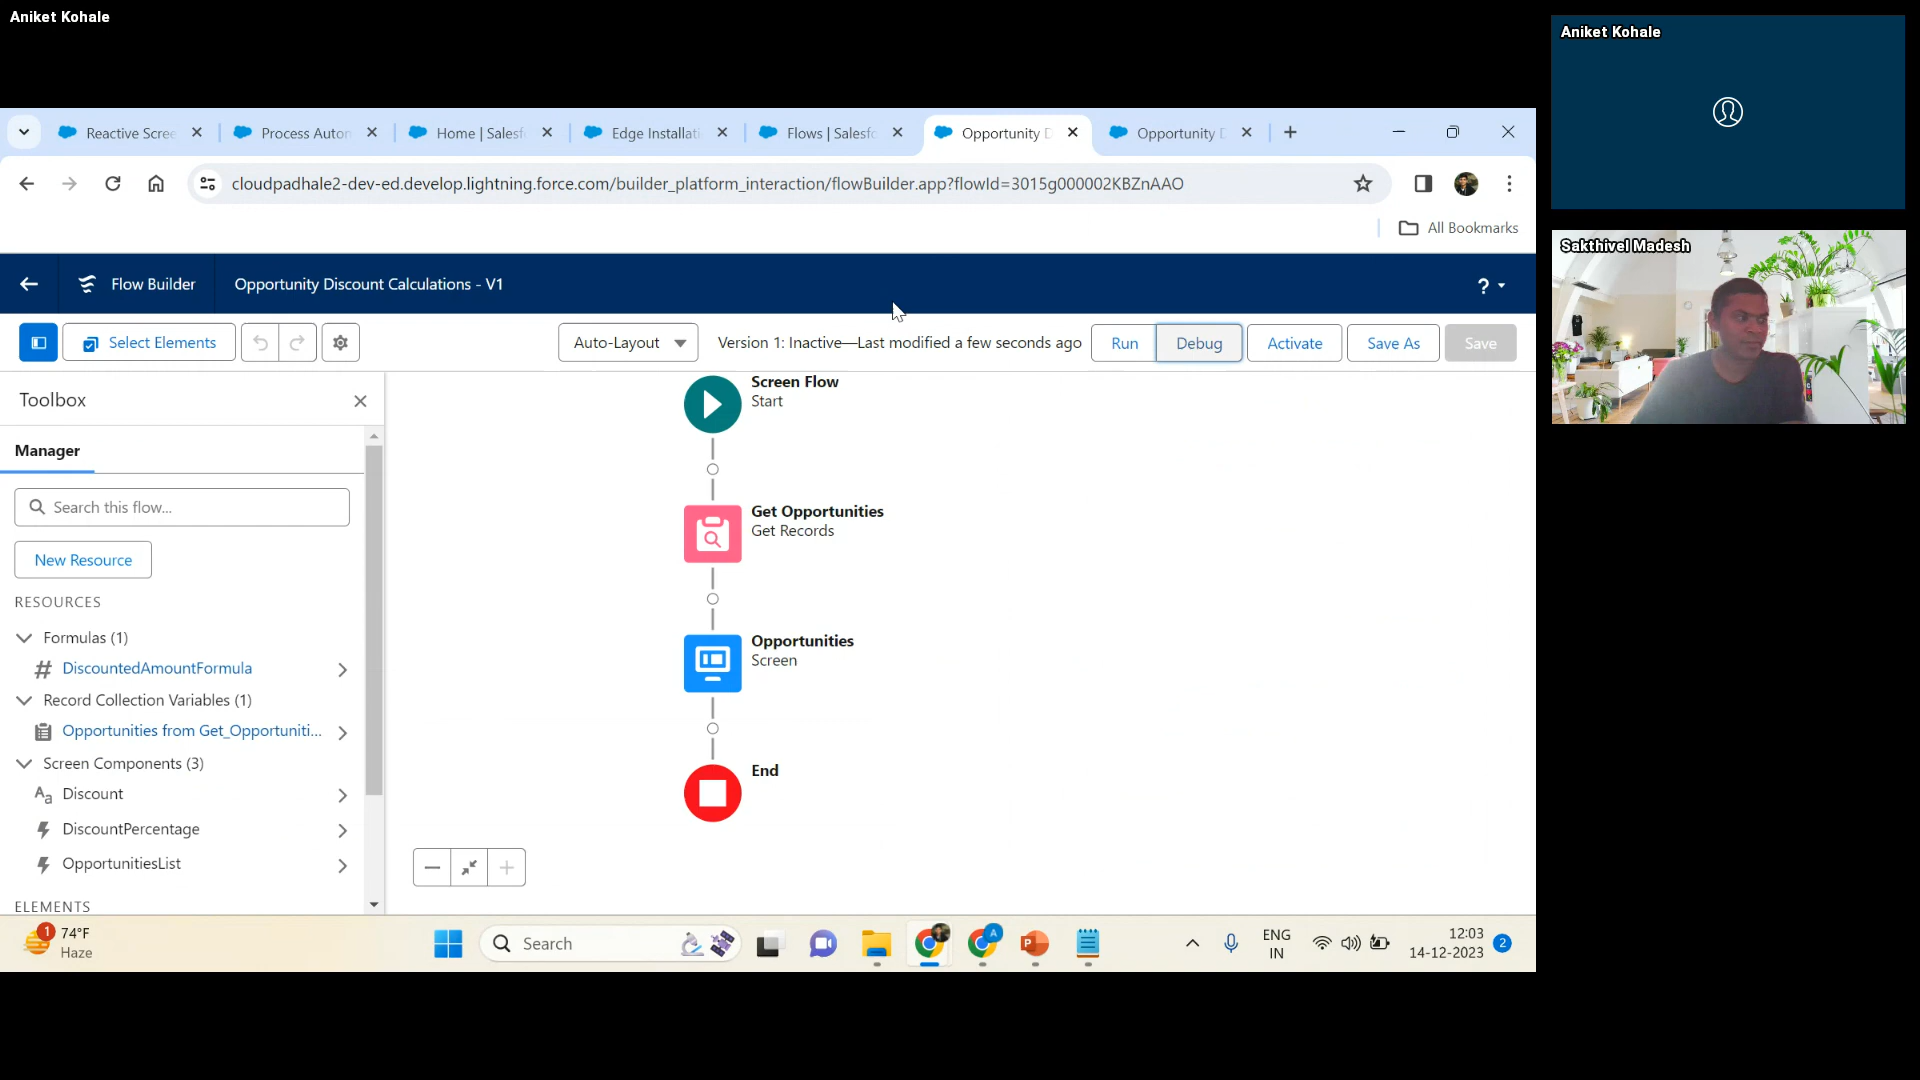 Aniket Kohale
Aniket Kohale
Sakthivel Madesh
Reactive Scre
Process Auton
Home | Salesf
Edge Installati
Flows | Salesfo
Opportunity D
Opportunity D
cloudpadhale2-dev-ed.develop.lightning.force.com/builder_platform_interaction/flowBuilder.app?flowId=3015g000002KBZnAAO
All Bookmarks
Flow Builder
Opportunity Discount Calculations - V1
?
Select Elements
Auto-Layout
Version 1: Inactive—Last modified a few seconds ago
Run
Debug
Activate
Save As
Save
Toolbox
Manager
Search this flow...
New Resource
RESOURCES
Formulas (1)
DiscountedAmountFormula
Record Collection Variables (1)
Opportunities from Get_Opportuniti...
Screen Components (3)
Aa Discount
DiscountPercentage
OpportunitiesList
ELEMENTS
Screen Flow
Start
Get Opportunities
Get Records
Opportunities
Screen
End
1
74°F
Haze
Search
A
ENG
IN
12:03
14-12-2023
2